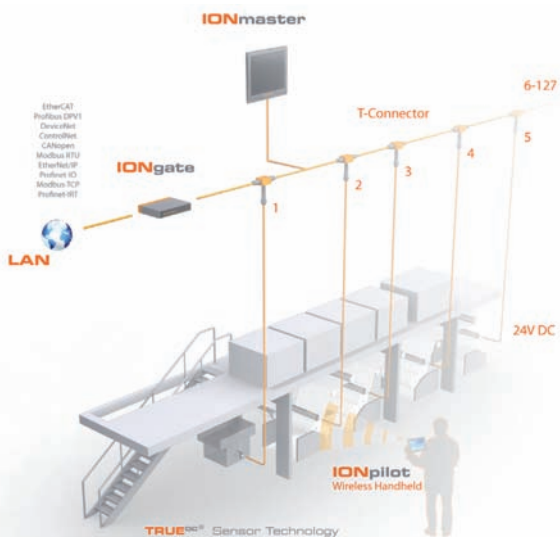 IONmaster
6-127
T-Connector
5
4
3
2
1
EtherCAT
Profibus DPV1
DeviceNet
ControlNet
CANopen
Modbus RTU
EtherNet/IP
Profinet IO
Modbus-TCP
Profinet-IRT
IONgate
LAN
24V DC
IONpilot
Wireless Handheld
TRUEDC® Sensor Technology